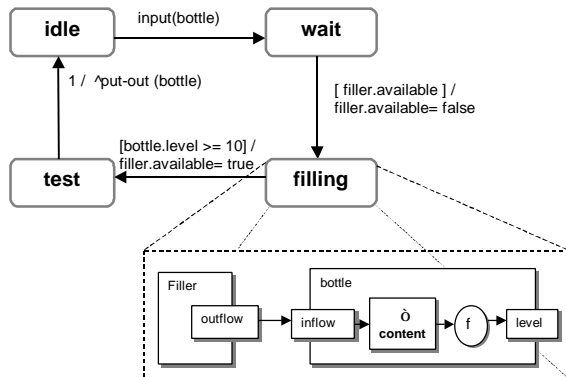 idle
input(bottle)
wait
1 / ^put-out (bottle)
[ filler.available ] /
filler.available= false
[bottle.level >= 10] /
filler.available= true
test
filling
Filler
bottle
outflow
inflow
Ò
content
f
level